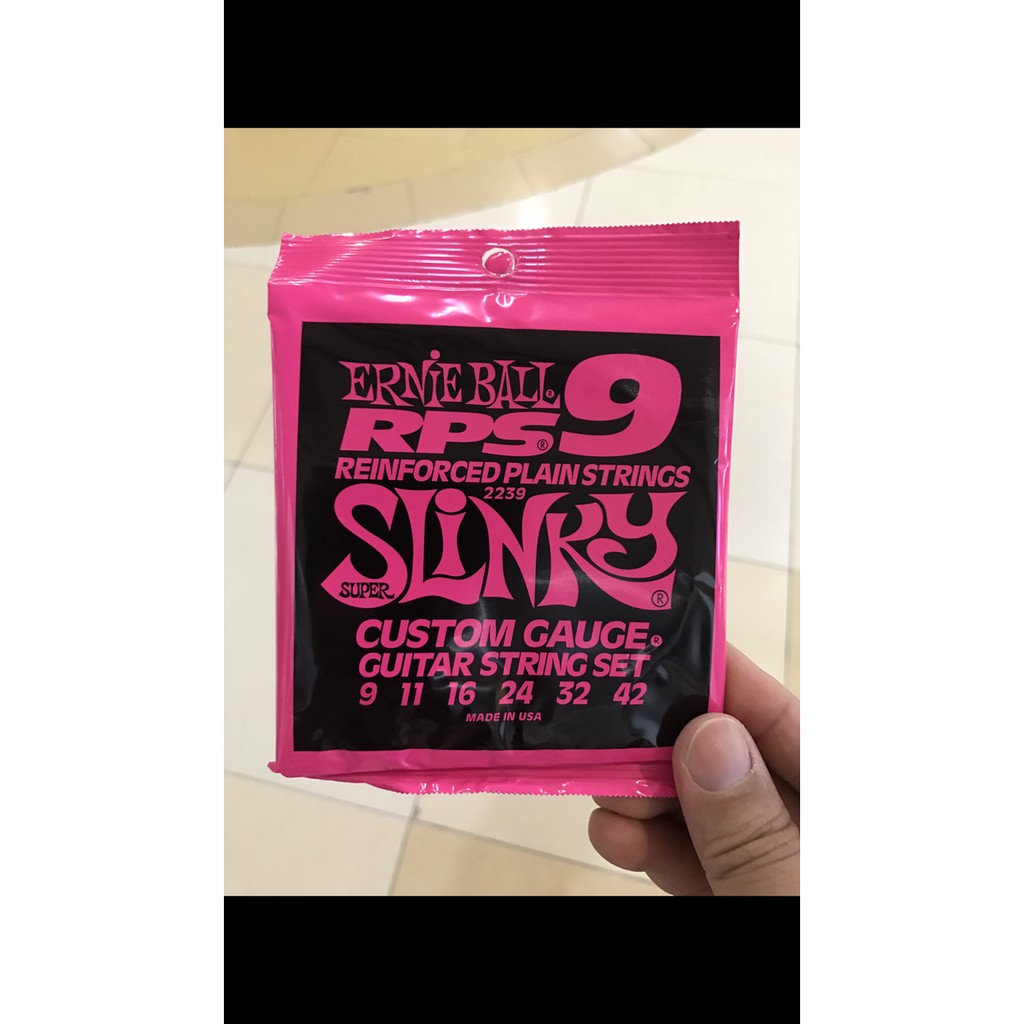 ERNIE BALL®
RPS® 9
REINFORCED PLAIN STRINGS
2239
SUPER SLINKY®
CUSTOM GAUGE®
GUITAR STRING SET
9 11 16 24 32 42
MADE IN USA